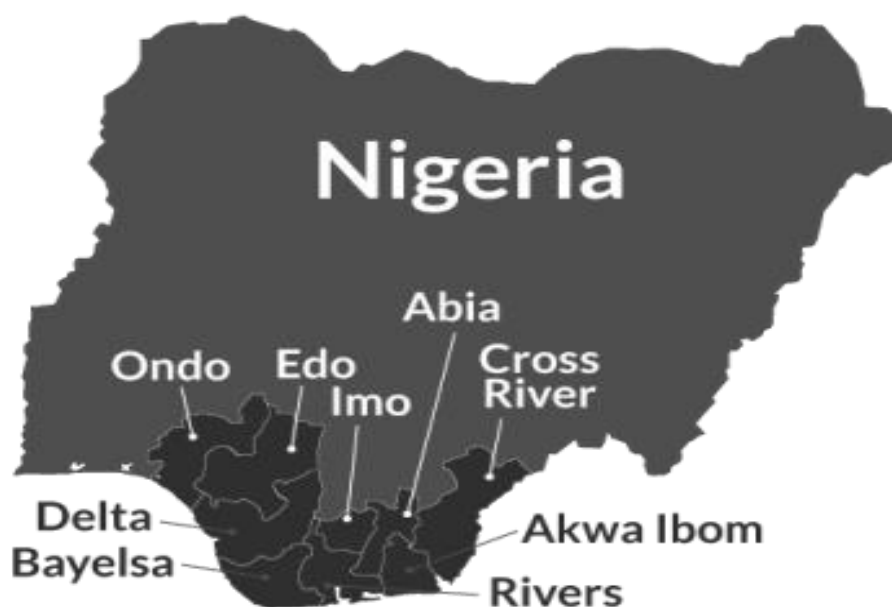 Nigeria
Abia
Ondo
Edo
Imo
Cross
River
Delta
Bayelsa
Akwa Ibom
Rivers